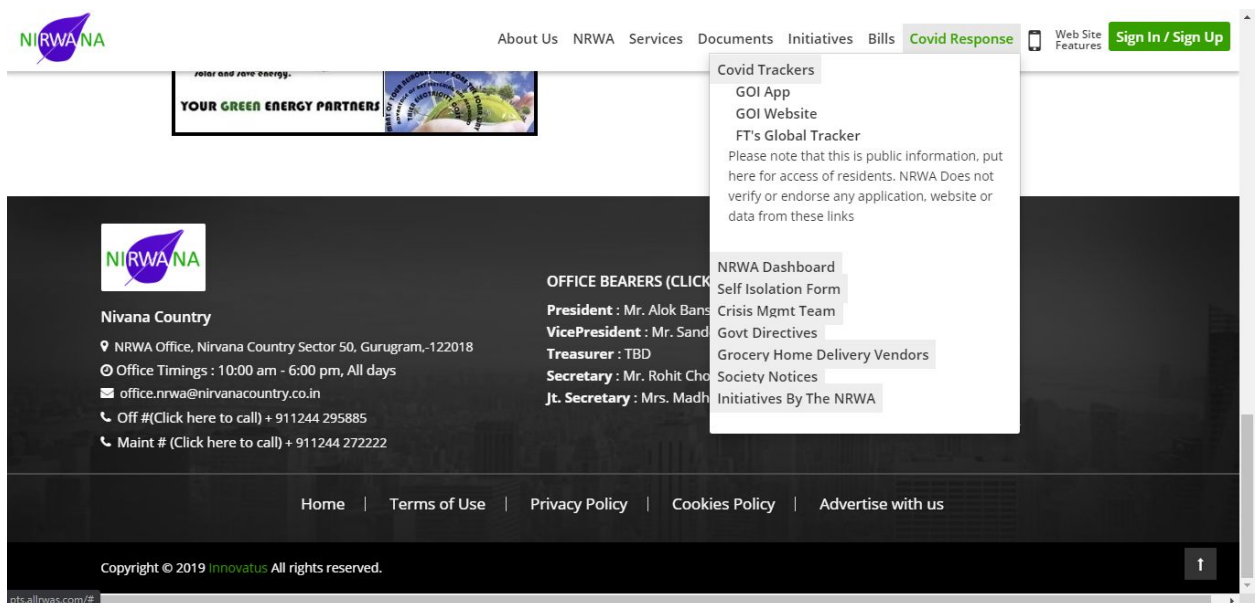 NIRWANA
About Us NRWA Services Documents Initiatives Bills Covid Response Web Site Features Sign In / Sign Up
solar and save energy.
YOUR GREEN ENERGY PARTNERS
Covid Trackers
GOI App
GOI Website
FT's Global Tracker
Please note that this is public information, put
here for access of residents. NRWA Does not
verify or endorse any application, website or
data from these links
NRWA Dashboard
Self Isolation Form
Crisis Mgmt Team
Govt Directives
Grocery Home Delivery Vendors
Society Notices
Initiatives By The NRWA
NIRWANA
Nivana Country
NRWA Office, Nirvana Country Sector 50, Gurugram,-122018
Office Timings : 10:00 am - 6:00 pm, All days
office.nrwa@nirvanacountry.co.in
Off #(Click here to call) + 911244 295885
Maint # (Click here to call) + 911244 272222
OFFICE BEARERS (CLICK
President : Mr. Alok Bans
VicePresident : Mr. Sand
Treasurer : TBD
Secretary : Mr. Rohit Cho
Jt. Secretary : Mrs. Madh
Home | Terms of Use | Privacy Policy | Cookies Policy | Advertise with us
Copyright © 2019 Innovatus All rights reserved.
pts.allrwas.com/#